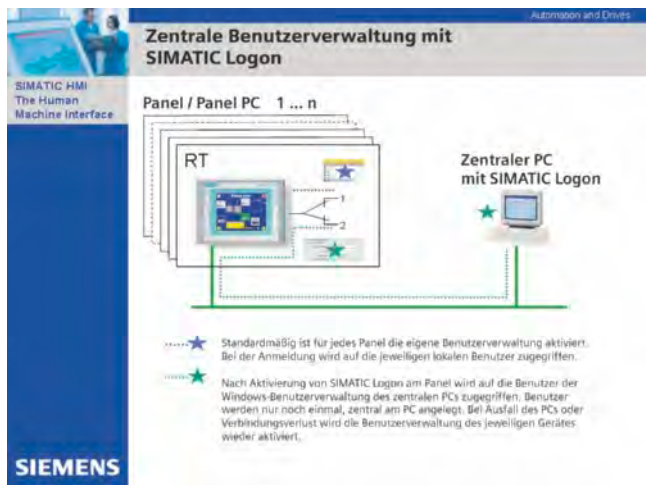 Automation and Drives
Zentrale Benutzerverwaltung mit
SIMATIC Logon
SIMATIC HMI
The Human
Machine Interface
Panel / Panel PC 1 ... n
RT
1
2
Zentraler PC
mit SIMATIC Logon
Standardmäßig ist für jedes Panel die eigene Benutzerverwaltung aktiviert.
Bei der Anmeldung wird auf die jeweiligen lokalen Benutzer zugegriffen.
Nach Aktivierung von SIMATIC Logon am Panel wird auf die Benutzer der
Windows-Benutzerverwaltung des zentralen PCs zugegriffen. Benutzer
werden nur noch einmal, zentral am PC angelegt. Bei Ausfall des PCs oder
Verbindungsverlust wird die Benutzerverwaltung des jeweiligen Gerätes
wieder aktiviert.
SIEMENS